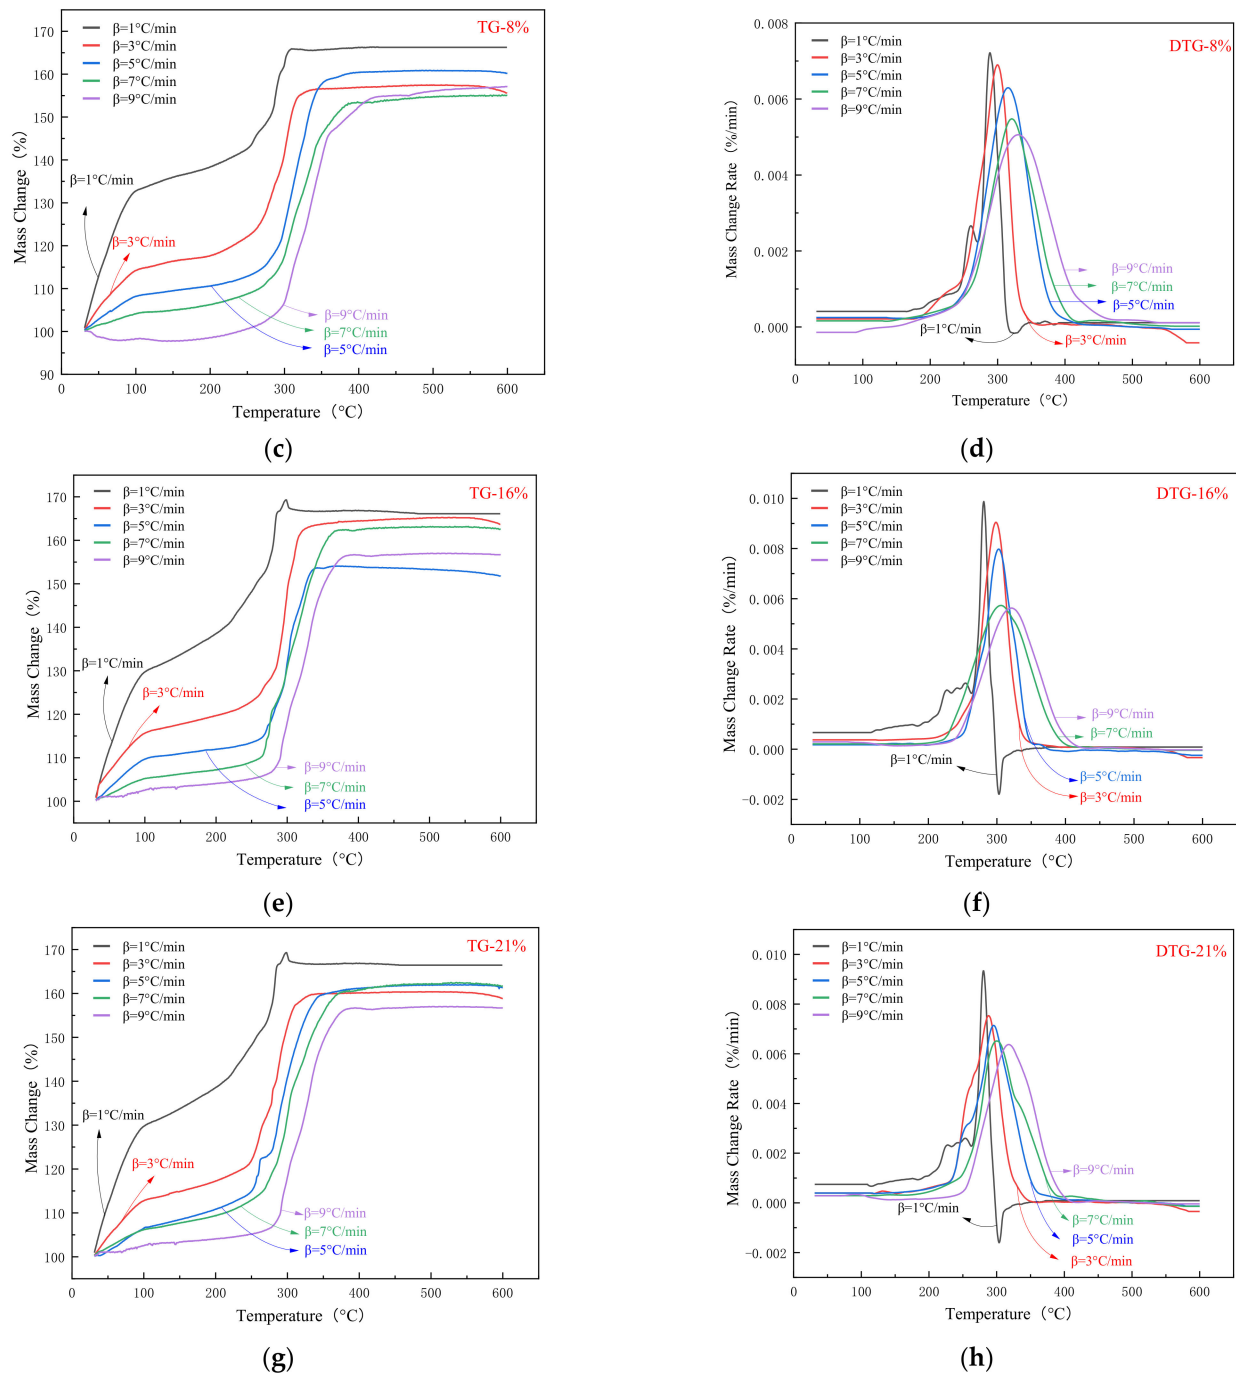 TG-8%
β=1°C/min
β=3°C/min
β=5°C/min
β=7°C/min
β=9°C/min
170
160
150
140
130
120
110
100
90
Mass Change (%)
β=1°C/min
β=3°C/min
β=9°C/min
β=7°C/min
β=5°C/min
0 100 200 300 400 500 600
Temperature (°C)
(c)
DTG-8%
β=1°C/min
β=3°C/min
β=5°C/min
β=7°C/min
β=9°C/min
0.008
0.006
0.004
0.002
0.000
Mass Change Rate (%/min)
β=9°C/min
β=7°C/min
β=5°C/min
β=1°C/min
β=3°C/min
0 100 200 300 400 500 600
Temperature (°C)
(d)
TG-16%
β=1°C/min
β=3°C/min
β=5°C/min
β=7°C/min
β=9°C/min
170
160
150
140
130
120
110
100
Mass Change (%)
β=1°C/min
β=3°C/min
β=9°C/min
β=7°C/min
β=5°C/min
0 100 200 300 400 500 600
Temperature (°C)
(e)
DTG-16%
β=1°C/min
β=3°C/min
β=5°C/min
β=7°C/min
β=9°C/min
0.010
0.008
0.006
0.004
0.002
0.000
-0.002
Mass Change Rate (%/min)
β=9°C/min
β=7°C/min
β=1°C/min
β=5°C/min
β=3°C/min
0 100 200 300 400 500 600
Temperature (°C)
(f)
TG-21%
β=1°C/min
β=3°C/min
β=5°C/min
β=7°C/min
β=9°C/min
170
160
150
140
130
120
110
100
Mass Change (%)
β=1°C/min
β=3°C/min
β=9°C/min
β=7°C/min
β=5°C/min
0 100 200 300 400 500 600
Temperature (°C)
(g)
DTG-21%
β=1°C/min
β=3°C/min
β=5°C/min
β=7°C/min
β=9°C/min
0.010
0.008
0.006
0.004
0.002
0.000
-0.002
Mass Change Rate (%/min)
β=9°C/min
β=1°C/min
β=7°C/min
β=5°C/min
β=3°C/min
0 100 200 300 400 500 600
Temperature (°C)
(h)